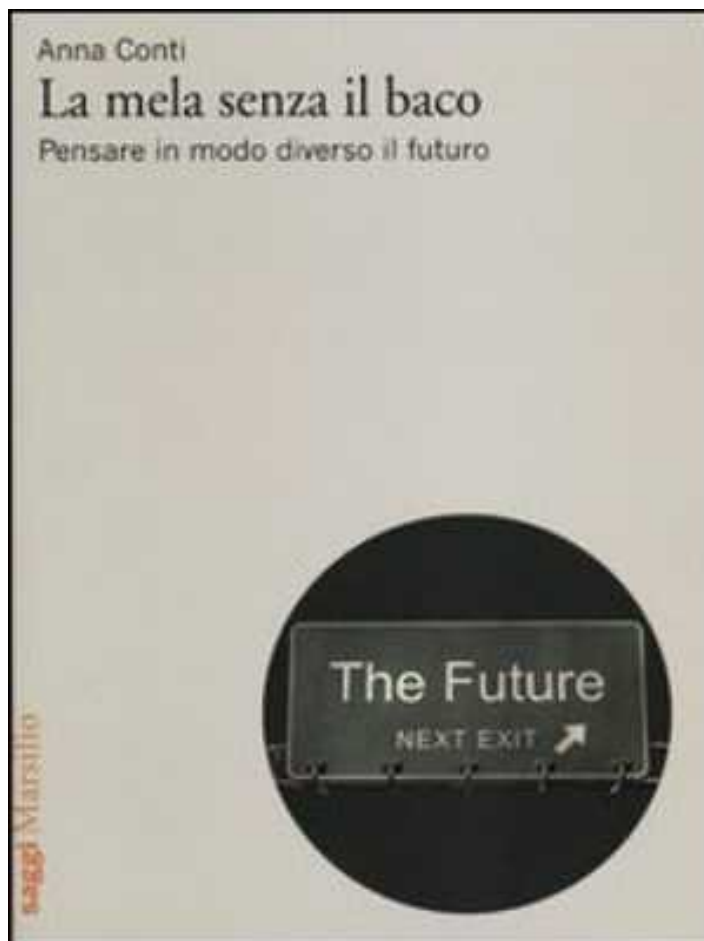 Anna Conti
La mela senza il baco
Pensare in modo diverso il futuro
The Future
NEXT EXIT
saggi Marsilio